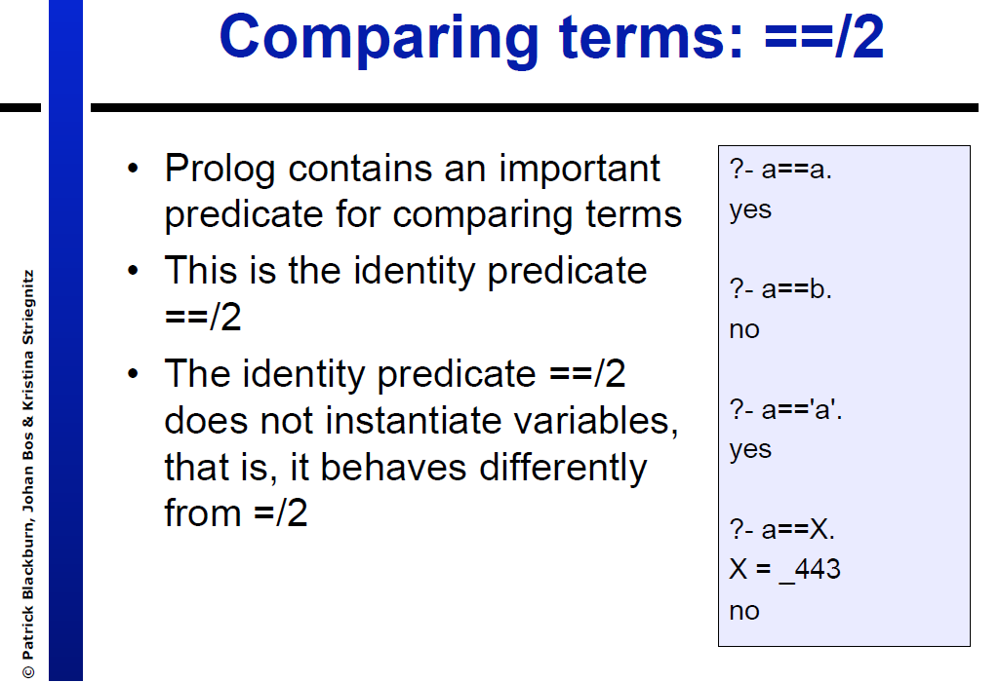 Comparing terms: ==/2
• Prolog contains an important
predicate for comparing terms
• This is the identity predicate
==/2
• The identity predicate ==/2
does not instantiate variables,
that is, it behaves differently
from =/2
?- a==a.
yes
?- a==b.
no
?- a=='a'.
yes
?- a==X.
X = _443
no
© Patrick Blackburn, Johan Bos & Kristina Striegnitz